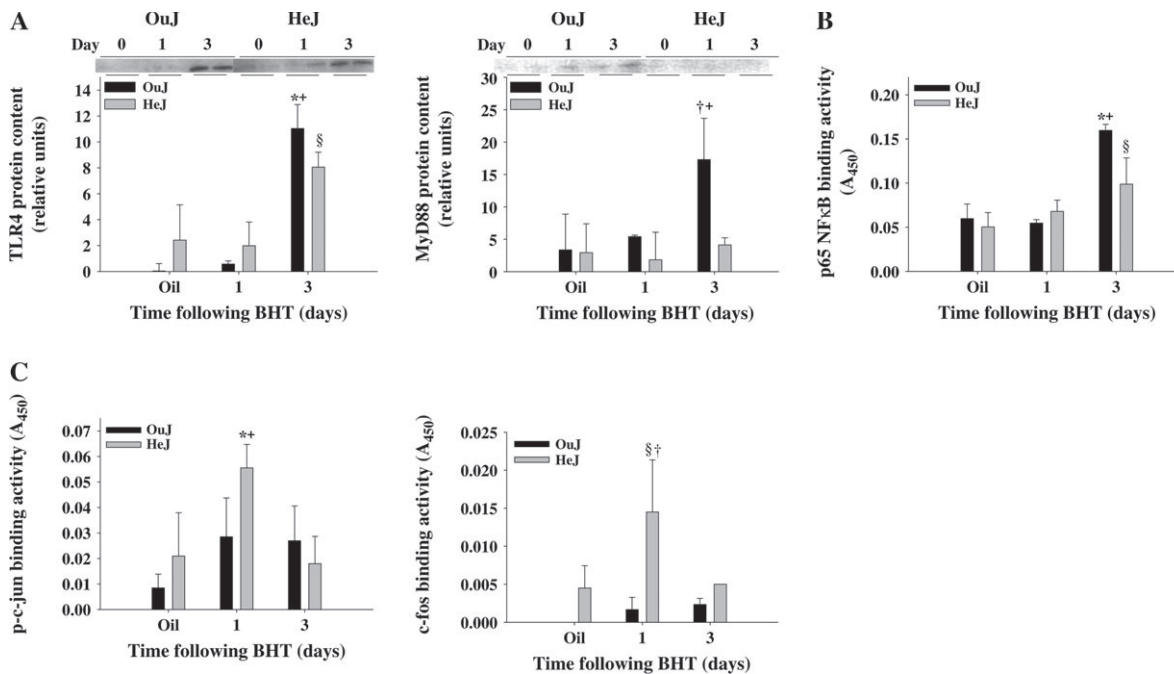 A
OuJ HeJ
Day 0 1 3 0 1 3
TLR4 protein content
(relative units)
14
12
10
8
6
4
2
0
OuJ
HeJ
*+
§
Oil 1 3
Time following BHT (days)
OuJ HeJ
Day 0 1 3 0 1 3
MyD88 protein content
(relative units)
30
25
20
15
10
5
0
OuJ
HeJ
†+
Oil 1 3
Time following BHT (days)
B
p65 NFκB binding activity
(A450)
0.20
0.15
0.10
0.05
0.00
OuJ
HeJ
*+
§
Oil 1 3
Time following BHT (days)
C
p-c-jun binding activity (A450)
0.07
0.06
0.05
0.04
0.03
0.02
0.01
0.00
OuJ
HeJ
*+
Oil 1 3
Time following BHT (days)
c-fos binding activity (A450)
0.025
0.020
0.015
0.010
0.005
0.000
OuJ
HeJ
§†
Oil 1 3
Time following BHT (days)